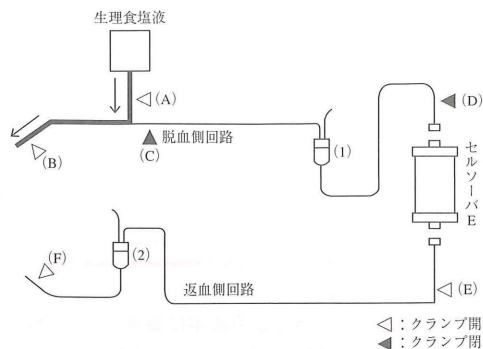 生理食塩液
(A)
(B)
(C)
脱血側回路
(1)
(D)
セルソーバE
(2)
(F)
返血側回路
(E)
◁：クランプ開
◀：クランプ閉